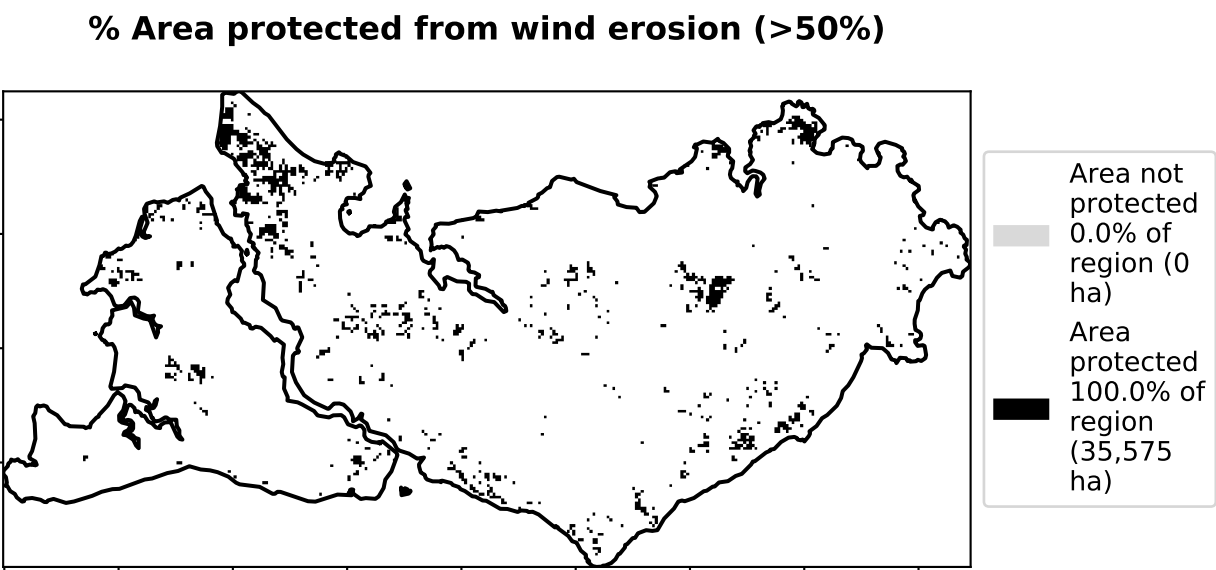 % Area protected from wind erosion (>50%)
Area not
protected
0.0% of
region (0
ha)
Area
protected
100.0% of
region
(35,575
ha)